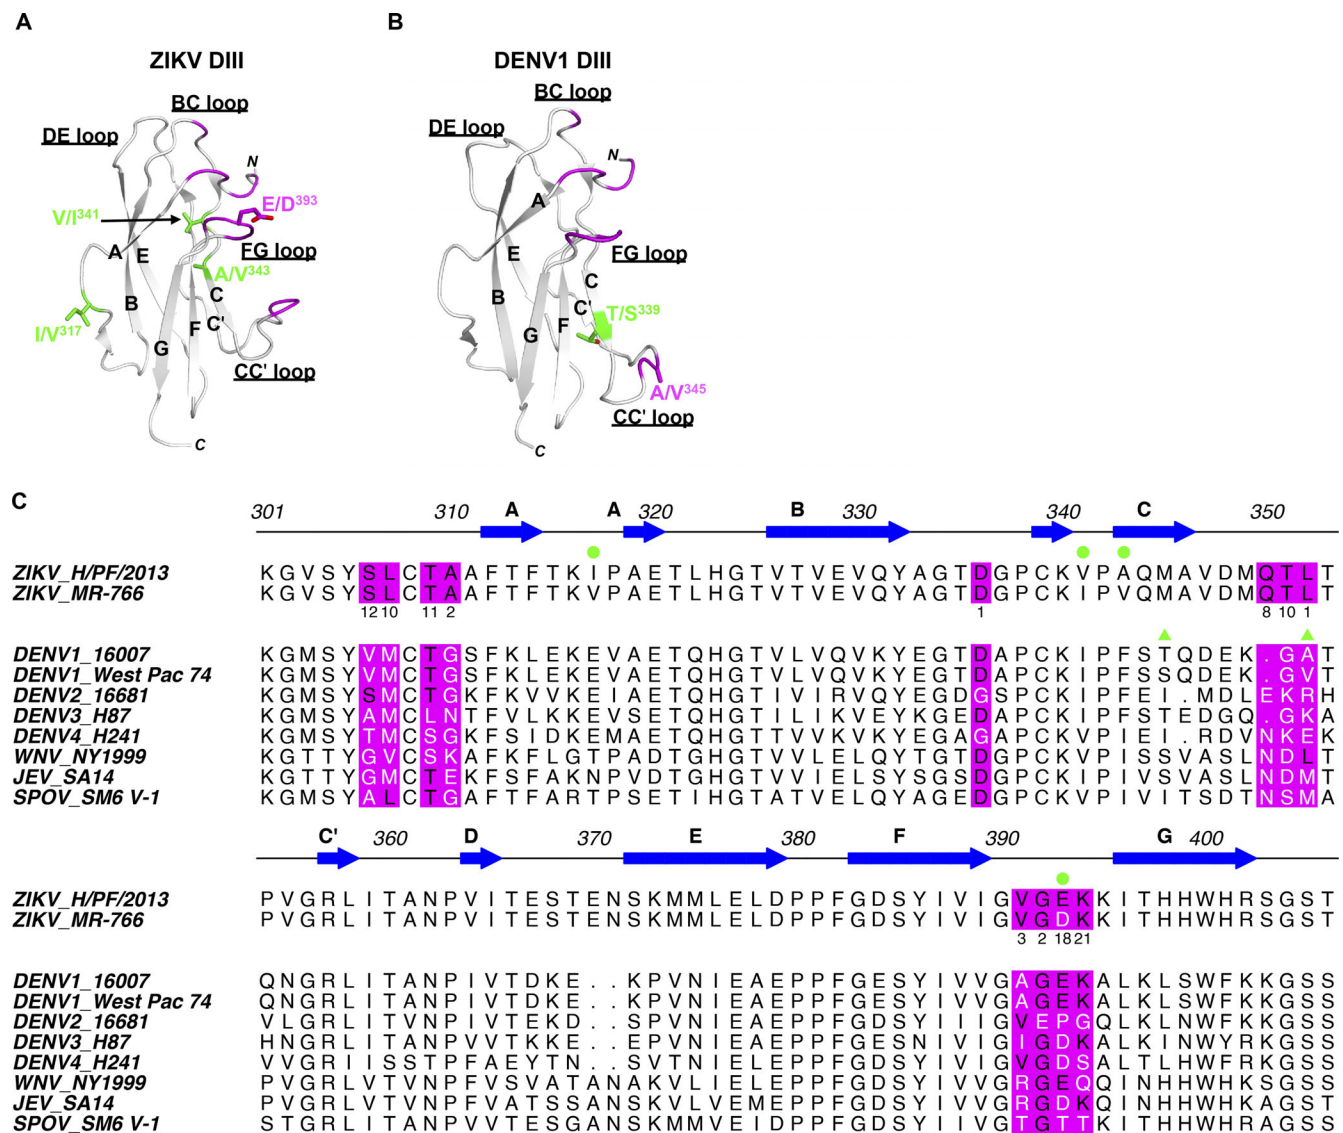 A
B
ZIKV DIII
DENV1 DIII
BC loop
BC loop
DE loop
DE loop
N
N
E/D393
V/I341
A
A
E
FG loop
E
FG loop
A/V343
C
C
B
C'
B
C'
T/S339
I/V317
F
F
G
G
CC' loop
A/V345
CC' loop
C
C
C
301 310 A A 320 B 330 340 C 350
ZIKV_H/PF/2013 KGVSYSLCTAAFTFTKIPAETLHGTVTVEVQYAGTDGPCKVPAQMAVDMQTLT
ZIKV_MR-766 KGVSYSLCTAAFTFTKVPAETLHGTVTVEVQYAGTDGPCKIPVQMAVDMQTLT
12 10 11 2 1 8 10 1
DENV1_16007 KGMSYVMCTGSFKLEKEVAETQHGTVLVQVKYEGTDAPCKIPFSTQDEK.GAT
DENV1_West Pac 74 KGMSYVMCTGSFKLEKEVAETQHGTVLVQVKYEGTDAPCKIPFSSQDEK.GVT
DENV2_16681 KGMSYSMCTGKFKVVKEIAETQHGTIVIRVQYEGDGSPCKIPFEI.MDLEKRH
DENV3_H87 KGMSYAMCLNTFVLKKEVSETQHGTILIKVEYKGEDAPCKIPFSTEDGQ.GKA
DENV4_H241 KGMSYTMCSGKFSIDKEMAETQHGTTVVKVKYEGAGAPCKVPIEI.RDVNKEK
WNV_NY1999 KGTTYGVCSKAFKFLGTPADTGHGTVVLELQYTGTDGPCKVPISSVASLNDLT
JEV_SA14 KGTTYGMCTEKFSFAKNPVDTGHGTVVIELSYSGSDGPCKIPIVSVASLNDMT
SPOV_SM6 V-1 KGMSYALCTGAFTFARTPSETIHGTATVELQYAGEDGPCKVPIVITSDTNSMA
C' 360 D 370 E 380 F 390 G 400
ZIKV_H/PF/2013 PVGRLITANPVITESTENSKMMLELDPPFGDSYIVIGVGEKKITHHWHRSGST
ZIKV_MR-766 PVGRLITANPVITESTENSKMMLELDPPFGDSYIVIGVGDKKITHHWHRSGST
3 2 18 21
DENV1_16007 QNGRLITANPIVTDKE..KPVNIEAEPPFGESYIVVGAGEKALKLSWFKKGSS
DENV1_West Pac 74 QNGRLITANPIVTDKE..KPVNIEAEPPFGESYIVVGAGEKALKLSWFKKGSS
DENV2_16681 VLGRLITVNPIVTEKD..SPVNIEAEPPFGDSYIIIGVEPGQLKLNWFKKGSS
DENV3_H87 HNGRLITANPVVTKKE..EPVNIEAEPPFGESNIVIGIGDKALKINWYRKGSS
DENV4_H241 VVGRIISSTPFAEYTN..SVTNIELEPPFGDSYIVIGVGDSALTLHWFRKGSS
WNV_NY1999 PVGRLVTVNPFVSVATANAKVLIELEPPFGDSYIVVGRGEQQINHHWHKSGSS
JEV_SA14 PVGRLVTVNPFVATSSANSKVLVEMEPPFGDSYIVVGRGDKQINHHWHKAGST
SPOV_SM6 V-1 STGRLITANPVVTESGANSKMMVEIDPPFGDSYIVIGTGTTKITHHWHRAGSS